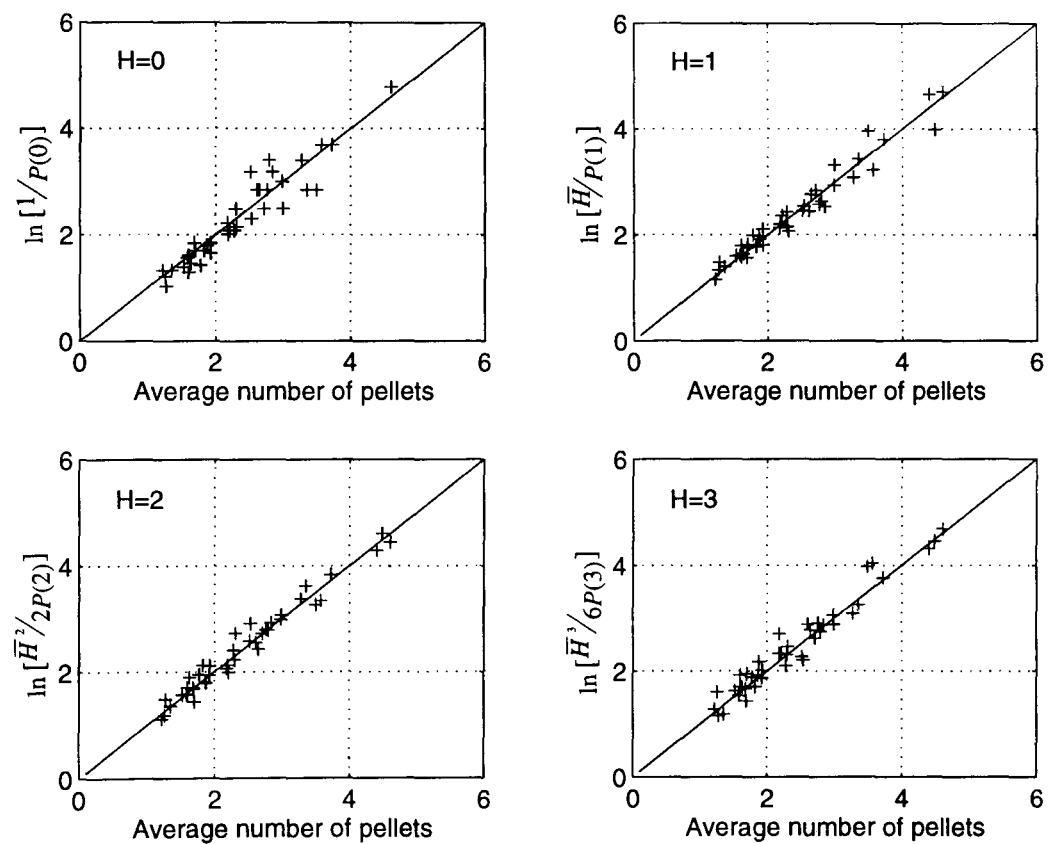 6
4
2
0
H=0
ln [1/P(0)]
0 2 4 6
Average number of pellets
6
4
2
0
H=1
ln [H̅/P(1)]
0 2 4 6
Average number of pellets
6
4
2
0
H=2
ln [H̅²/2P(2)]
0 2 4 6
Average number of pellets
6
4
2
0
H=3
ln [H̅³/6P(3)]
0 2 4 6
Average number of pellets